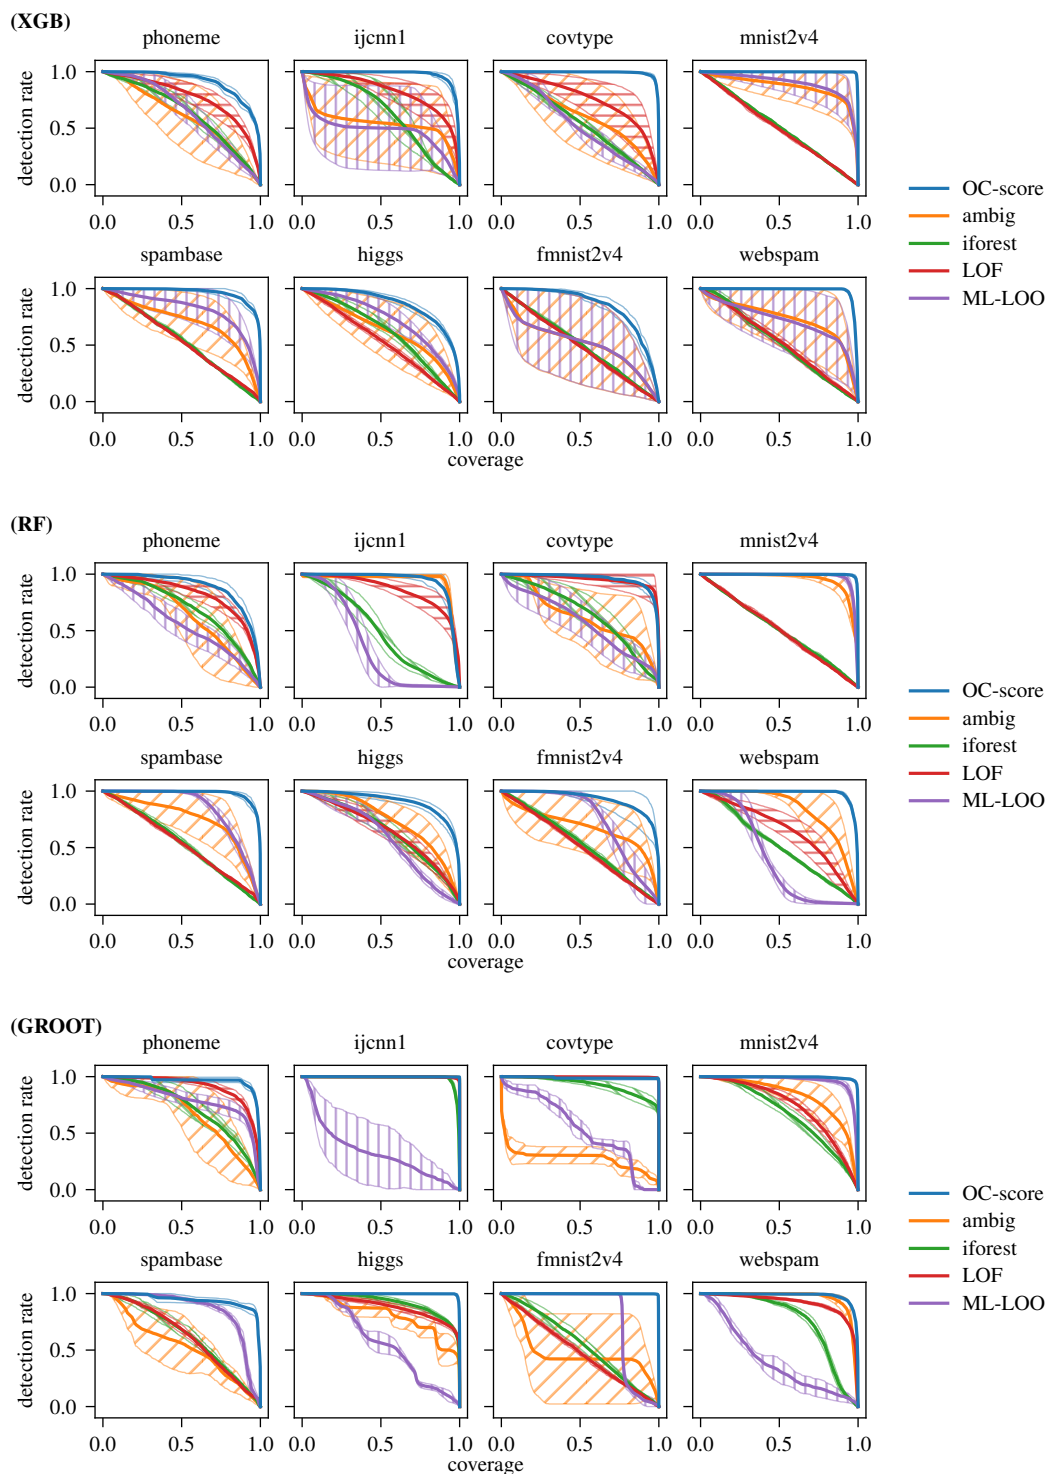 (XGB)
phoneme ijcnn1 covtype mnist2v4
detection rate
1.0
0.5
0.0
0.0 0.5 1.0 0.0 0.5 1.0 0.0 0.5 1.0 0.0 0.5 1.0
spambase higgs fmnist2v4 webspam
detection rate
1.0
0.5
0.0
0.0 0.5 1.0 0.0 0.5 1.0 0.0 0.5 1.0 0.0 0.5 1.0
coverage
OC-score
ambig
iforest
LOF
ML-LOO
(RF)
phoneme ijcnn1 covtype mnist2v4
detection rate
1.0
0.5
0.0
0.0 0.5 1.0 0.0 0.5 1.0 0.0 0.5 1.0 0.0 0.5 1.0
spambase higgs fmnist2v4 webspam
detection rate
1.0
0.5
0.0
0.0 0.5 1.0 0.0 0.5 1.0 0.0 0.5 1.0 0.0 0.5 1.0
coverage
OC-score
ambig
iforest
LOF
ML-LOO
(GROOT)
phoneme ijcnn1 covtype mnist2v4
detection rate
1.0
0.5
0.0
0.0 0.5 1.0 0.0 0.5 1.0 0.0 0.5 1.0 0.0 0.5 1.0
spambase higgs fmnist2v4 webspam
detection rate
1.0
0.5
0.0
0.0 0.5 1.0 0.0 0.5 1.0 0.0 0.5 1.0 0.0 0.5 1.0
coverage
OC-score
ambig
iforest
LOF
ML-LOO